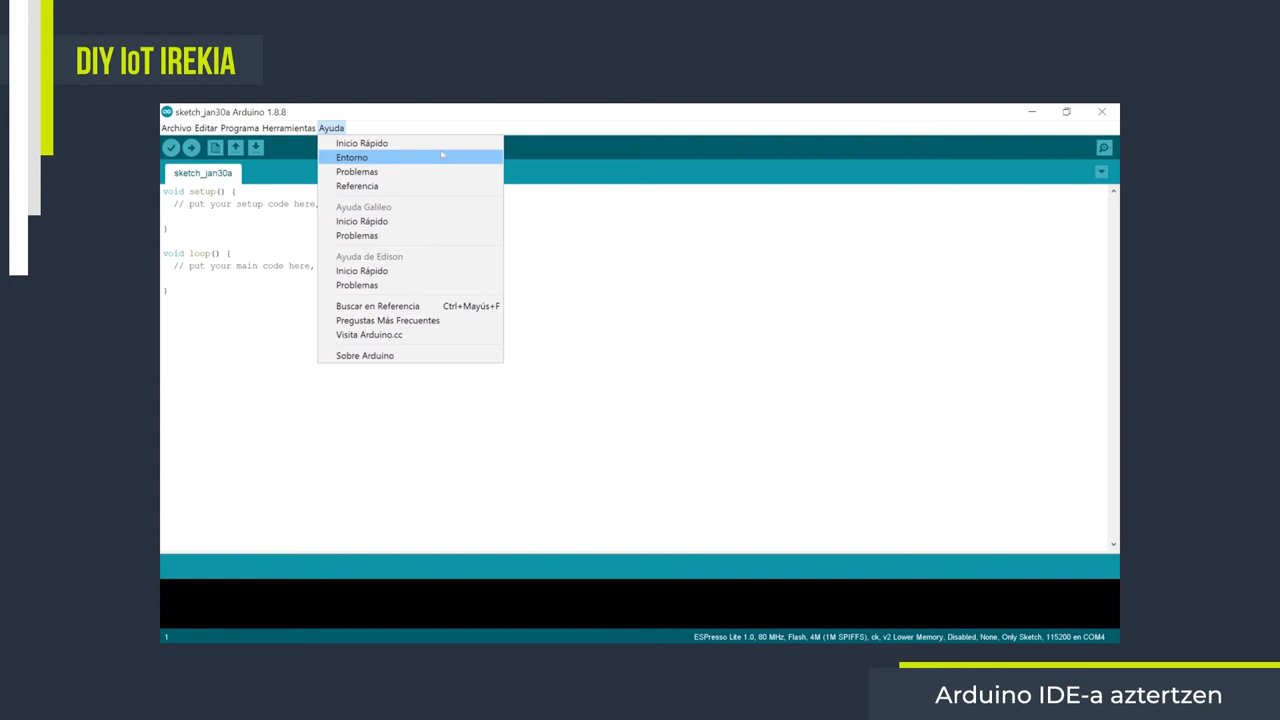 DIY IoT IREKIA
sketch_jan30a Arduino 1.8.8
Archivo Editar Programa Herramientas Ayuda
Inicio Rápido
Entorno
Problemas
Referencia
Ayuda Galileo
Inicio Rápido
Problemas
Ayuda de Edison
Inicio Rápido
Problemas
Buscar en Referencia Ctrl+Mayús+F
Pregustas Más Frecuentes
Visita Arduino.cc
Sobre Arduino
sketch_jan30a
void setup() {
// put your setup code here,
}
void loop() {
// put your main code here,
}
1
ESPresso Lite 1.0, 80 MHz, Flash, 4M (1M SPIFFS), ck, v2 Lower Memory, Disabled, None, Only Sketch, 115200 en COM4
Arduino IDE-a aztertzen